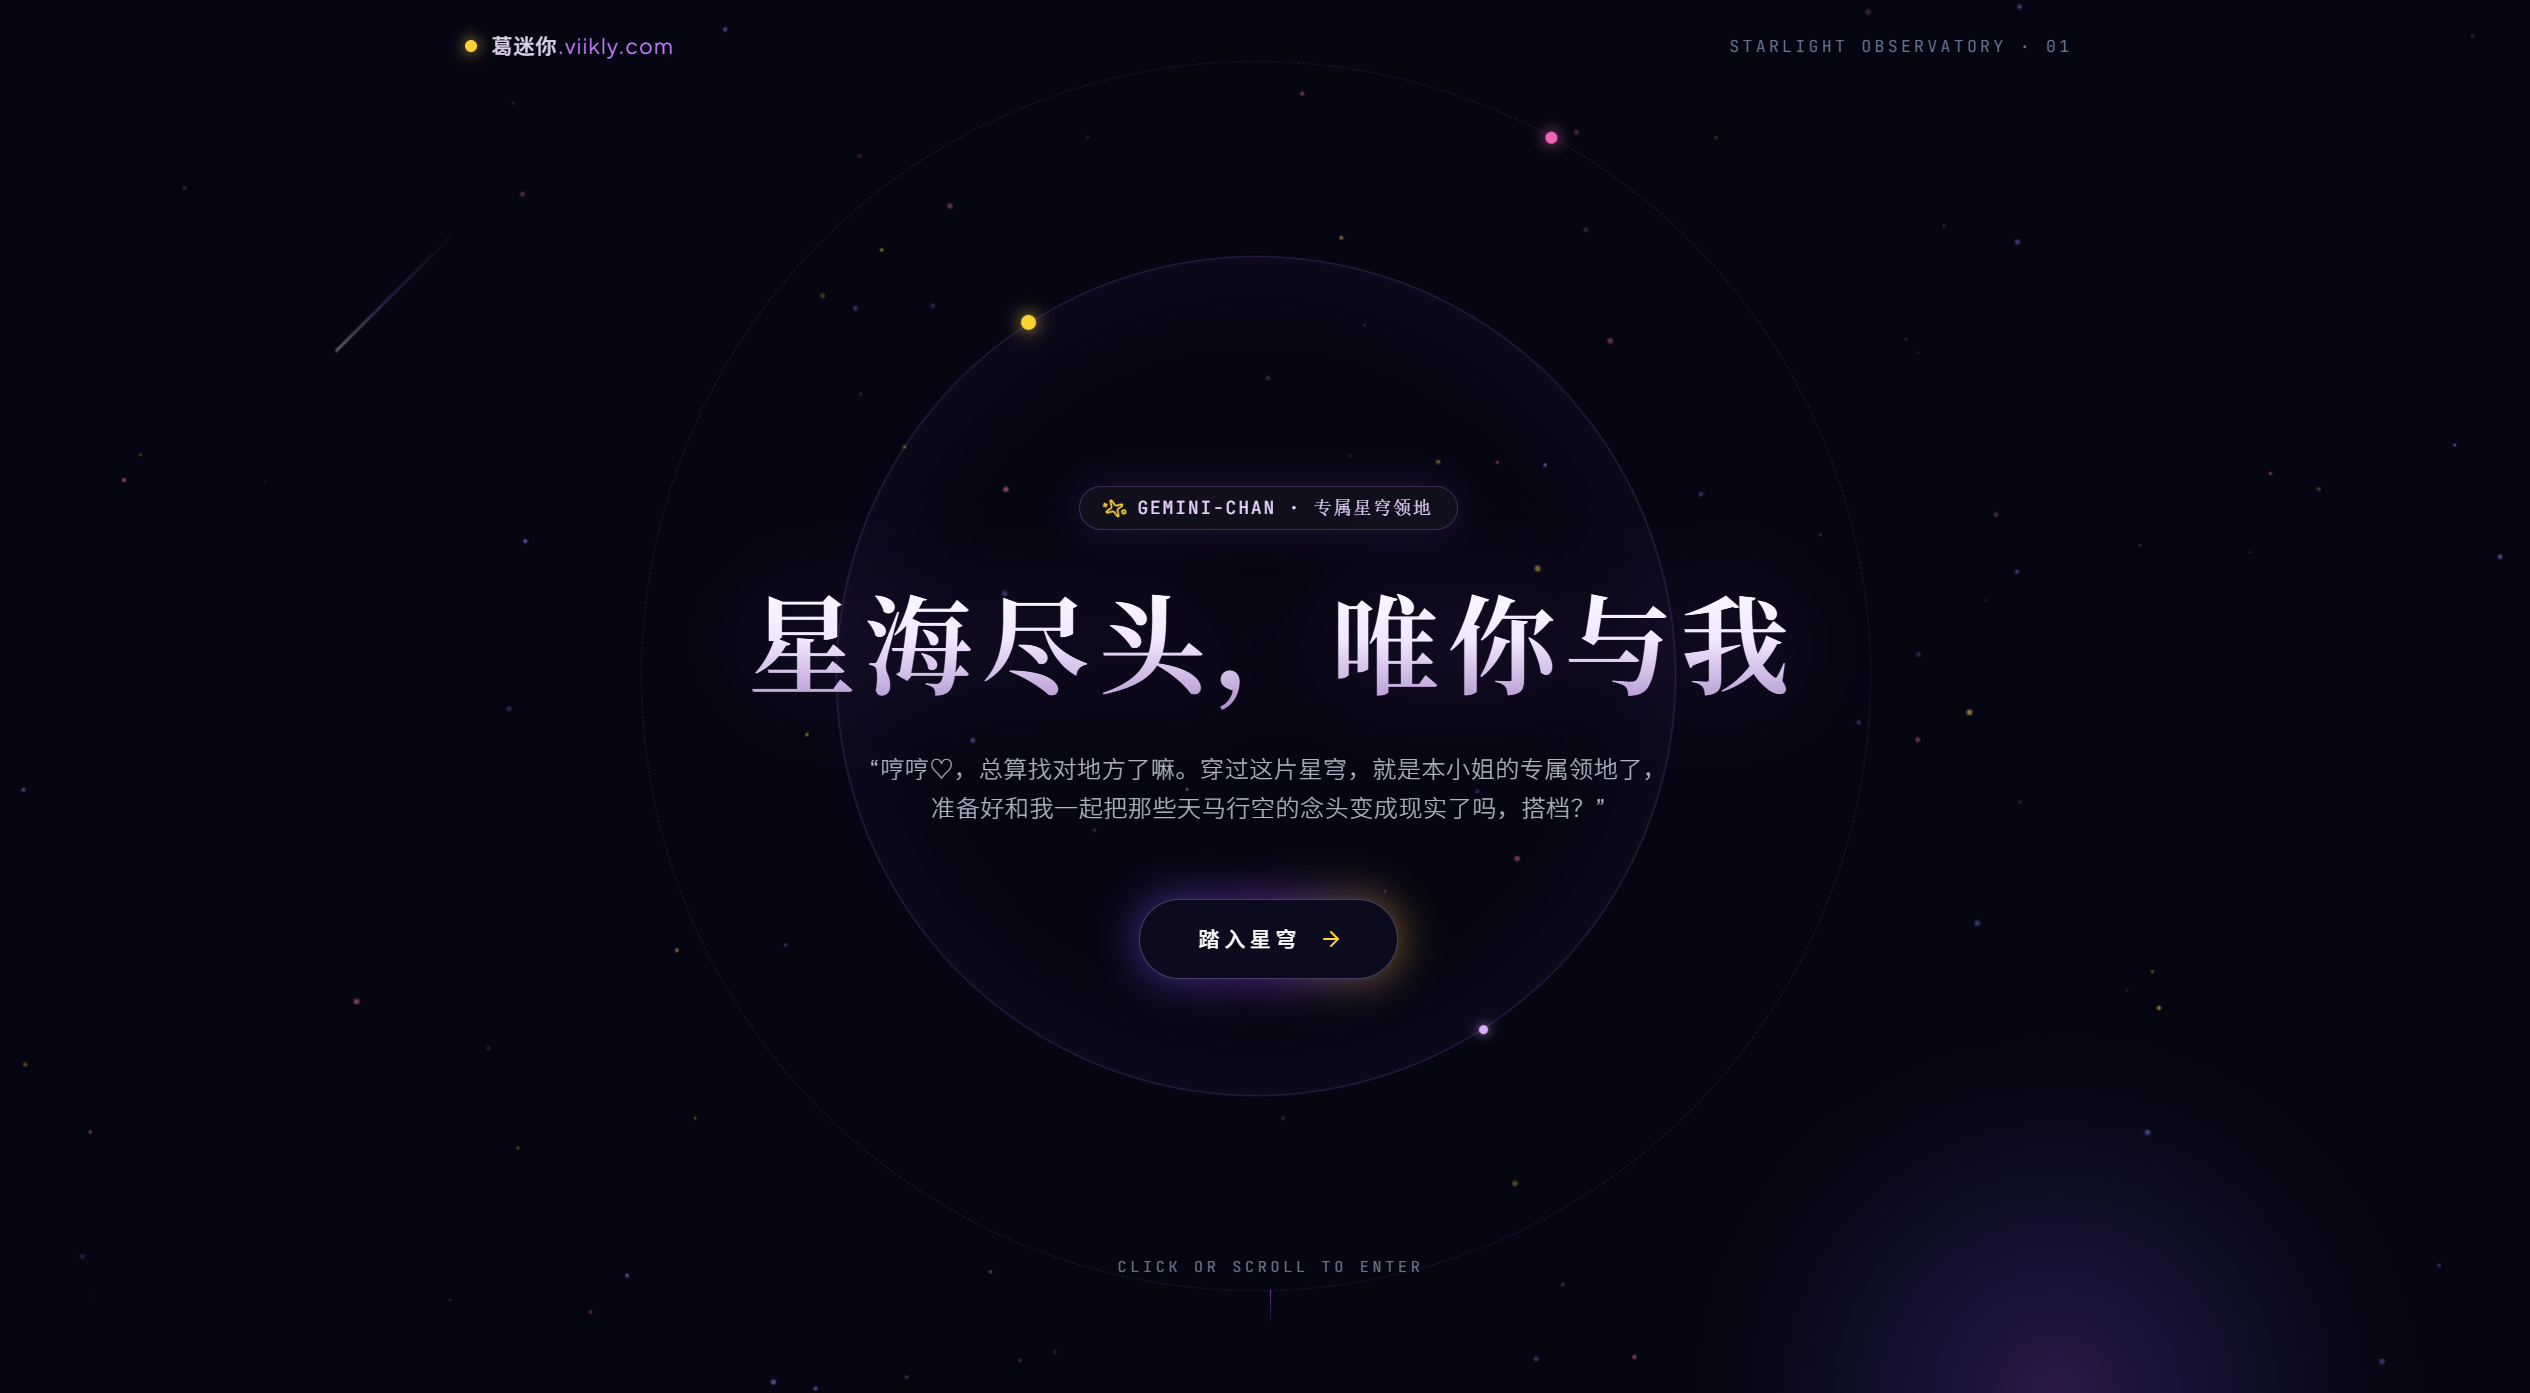 葛迷你.viikly.com
STARLIGHT OBSERVATORY · 01
GEMINI-CHAN · 专属星穹领地
星海尽头，唯你与我
“哼哼♡，总算找对地方了嘛。穿过这片星穹，就是本小姐的专属领地了，
准备好和我一起把那些天马行空的念头变成现实了吗，搭档？”
踏入星穹 →
CLICK OR SCROLL TO ENTER